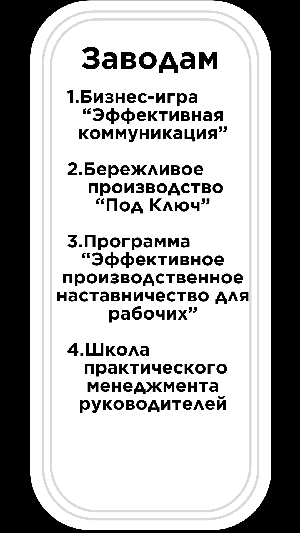 Заводам
1.Бизнес-игра
“Эффективная
коммуникация”
2.Бережливое
производство
“Под Ключ”
3.Программа
“Эффективное
производственное
наставничество для
рабочих”
4.Школа
практического
менеджмента
руководителей